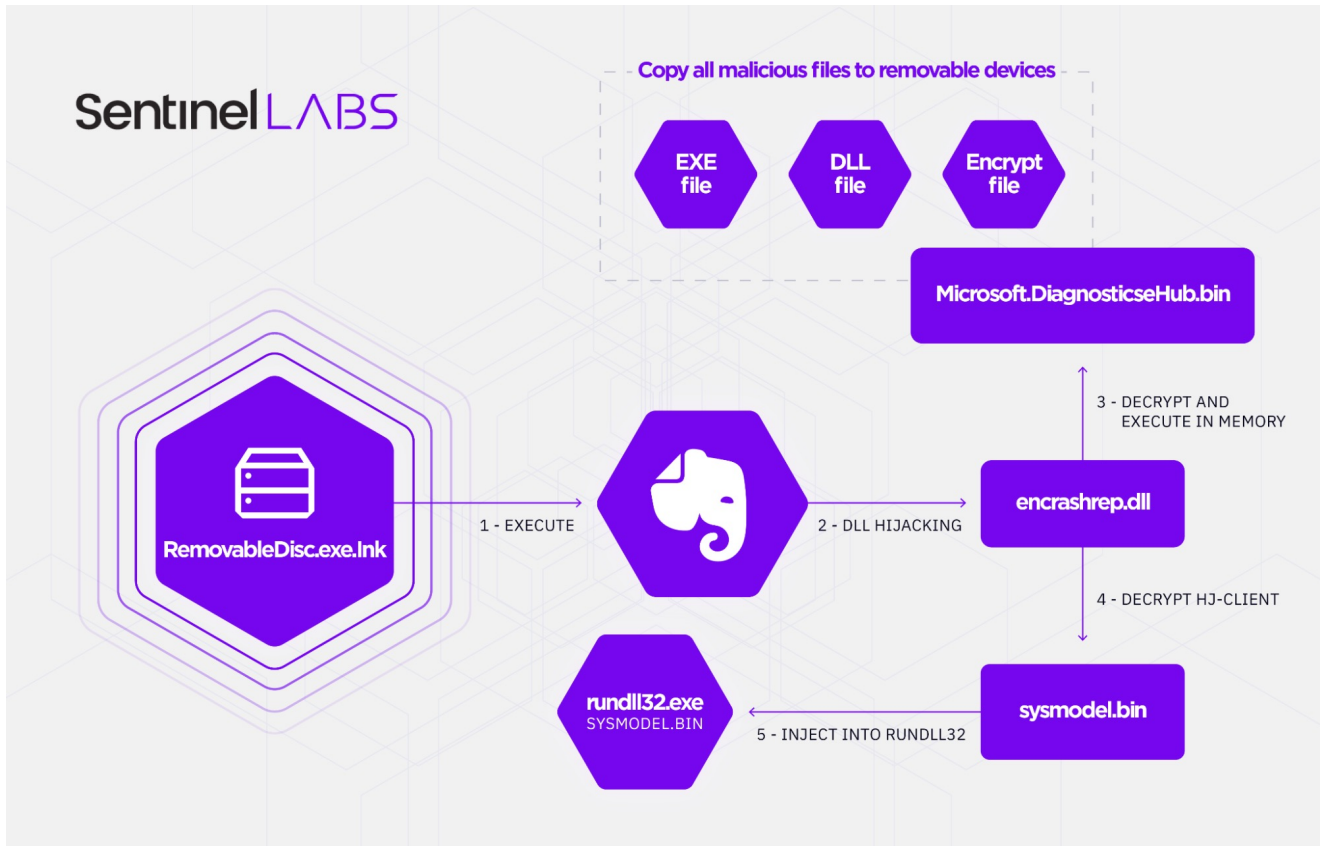 Copy all malicious files to removable devices
SentinelLABS
EXE
file
DLL
file
Encrypt
file
Microsoft.DiagnosticseHub.bin
3 - DECRYPT AND
EXECUTE IN MEMORY
RemovableDisc.exe.lnk
1 - EXECUTE
2 - DLL HIJACKING
encrashrep.dll
4 - DECRYPT HJ-CLIENT
rundll32.exe
SYSMODEL.BIN
5 - INJECT INTO RUNDLL32
sysmodel.bin